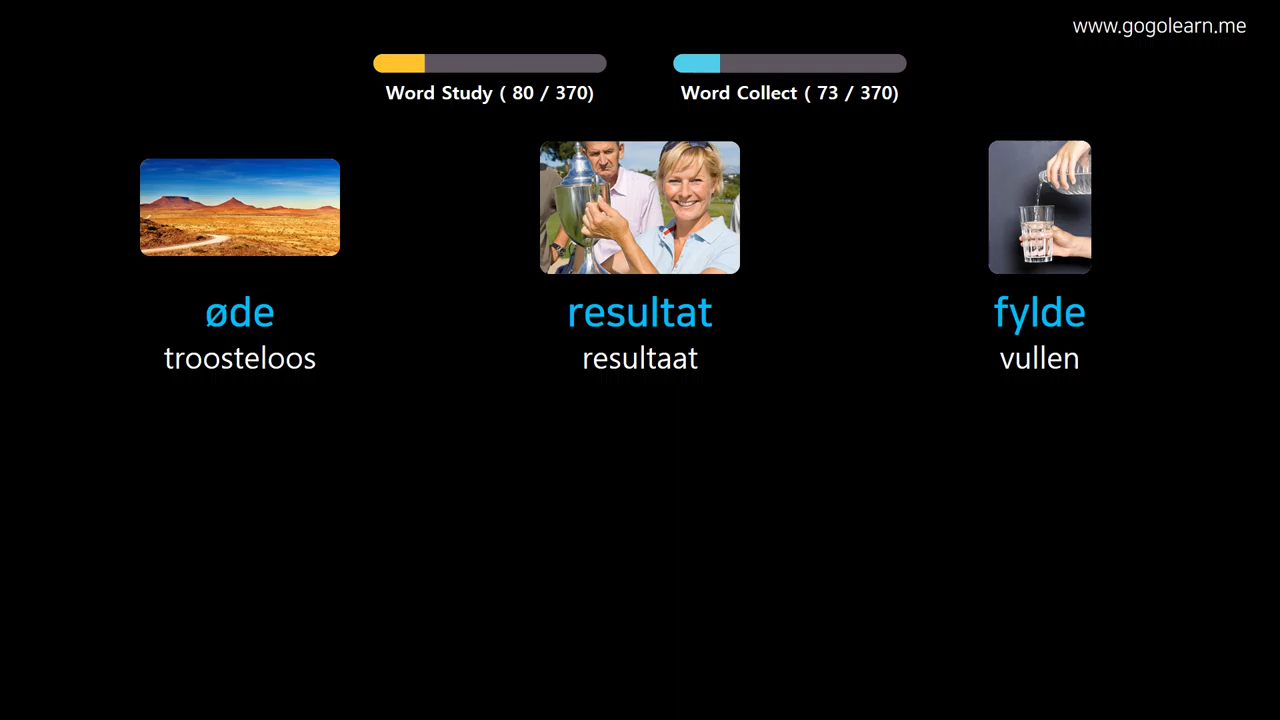 www.gogolearn.me
Word Study ( 80 / 370)
Word Collect ( 73 / 370)
øde
resultat
fylde
troosteloos
resultaat
vullen